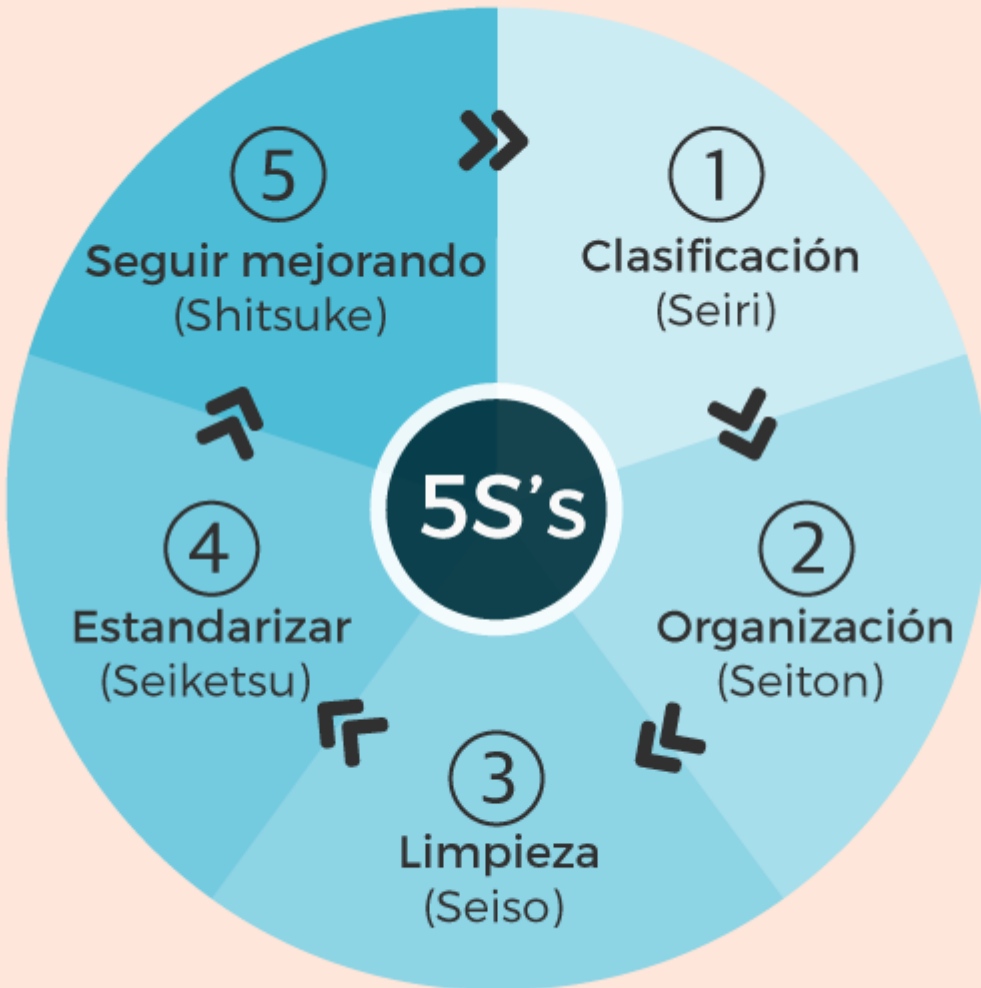 5S's
1
Clasificación
(Seiri)
2
Organización
(Seiton)
3
Limpieza
(Seiso)
4
Estandarizar
(Seiketsu)
5
Seguir mejorando
(Shitsuke)